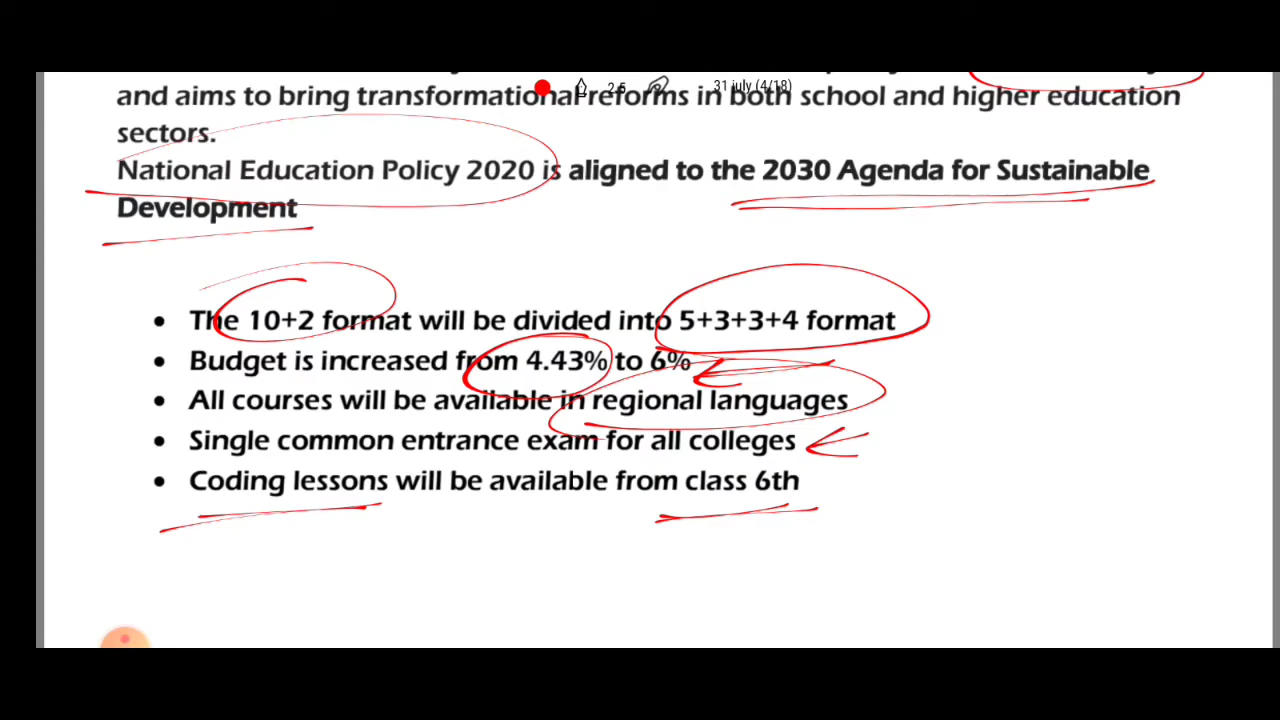 2.5 31 july (4/18)
and aims to bring transformational reforms in both school and higher education
sectors.
National Education Policy 2020 is aligned to the 2030 Agenda for Sustainable
Development
• The 10+2 format will be divided into 5+3+3+4 format
• Budget is increased from 4.43% to 6%
• All courses will be available in regional languages
• Single common entrance exam for all colleges
• Coding lessons will be available from class 6th